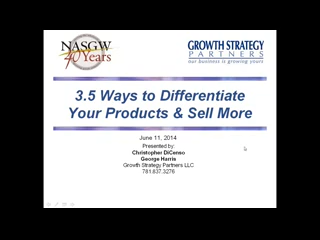 NASGW
40 Years
GROWTH STRATEGY
PARTNERS
our business is growing yours
3.5 Ways to Differentiate
Your Products & Sell More
June 11, 2014
Presented by:
Christopher DiCenso
George Harris
Growth Strategy Partners LLC
781.837.3276